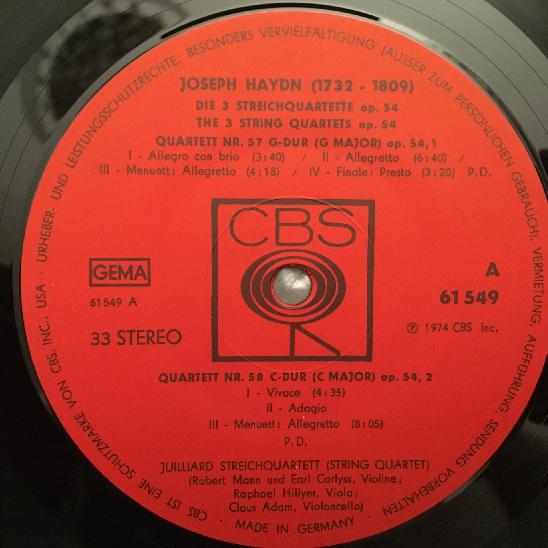 URHEBER- UND LEISTUNGSSCHUTZRECHTE, BESONDERS VERVIELFÄLTIGUNG (AUSSER ZUM PERSÖNLICHEN GEBRAUCH), VERMIETUNG, AUFFÜHRUNG, SENDUNG VORBEHALTEN
JOSEPH HAYDN (1732 - 1809)
DIE 3 STREICHQUARTETTE op. 54
THE 3 STRING QUARTETS op. 54
QUARTETT NR. 57 G-DUR (G MAJOR) op. 54,1
I - Allegro con brio (3:40) / II - Allegretto (6:40) /
III - Menuett: Allegretto (4:18) / IV - Finale: Presto (3:20) P.D.
CBS
GEMA
61 549 A
33 STEREO
A
61 549
℗ 1974 CBS Inc.
QUARTETT NR. 58 C-DUR (C MAJOR) op. 54,2
I - Vivace (4:35)
II - Adagio
III - Menuett: Allegretto (8:05)
P.D.
JUILLIARD STREICHQUARTETT (STRING QUARTET)
(Robert Mann und Earl Carlyss, Violine;
Raphael Hillyer, Viola;
Claus Adam, Violoncello)
· CBS IST EINE SCHUTZMARKE VON CBS, INC., USA ·
· MADE IN GERMANY ·